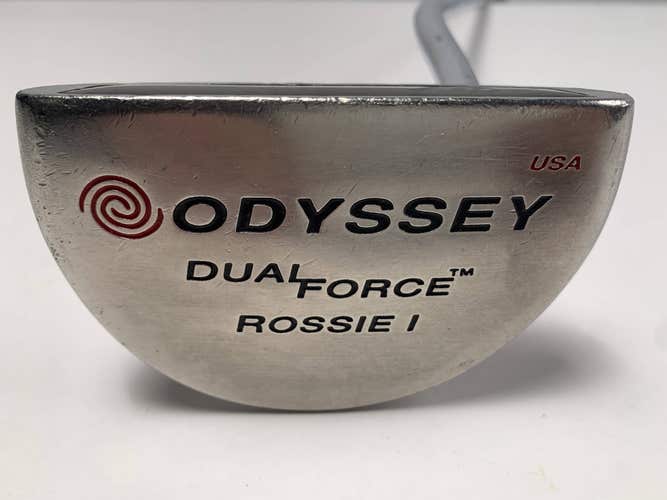 USA
ODYSSEY
DUAL FORCE™
ROSSIE I